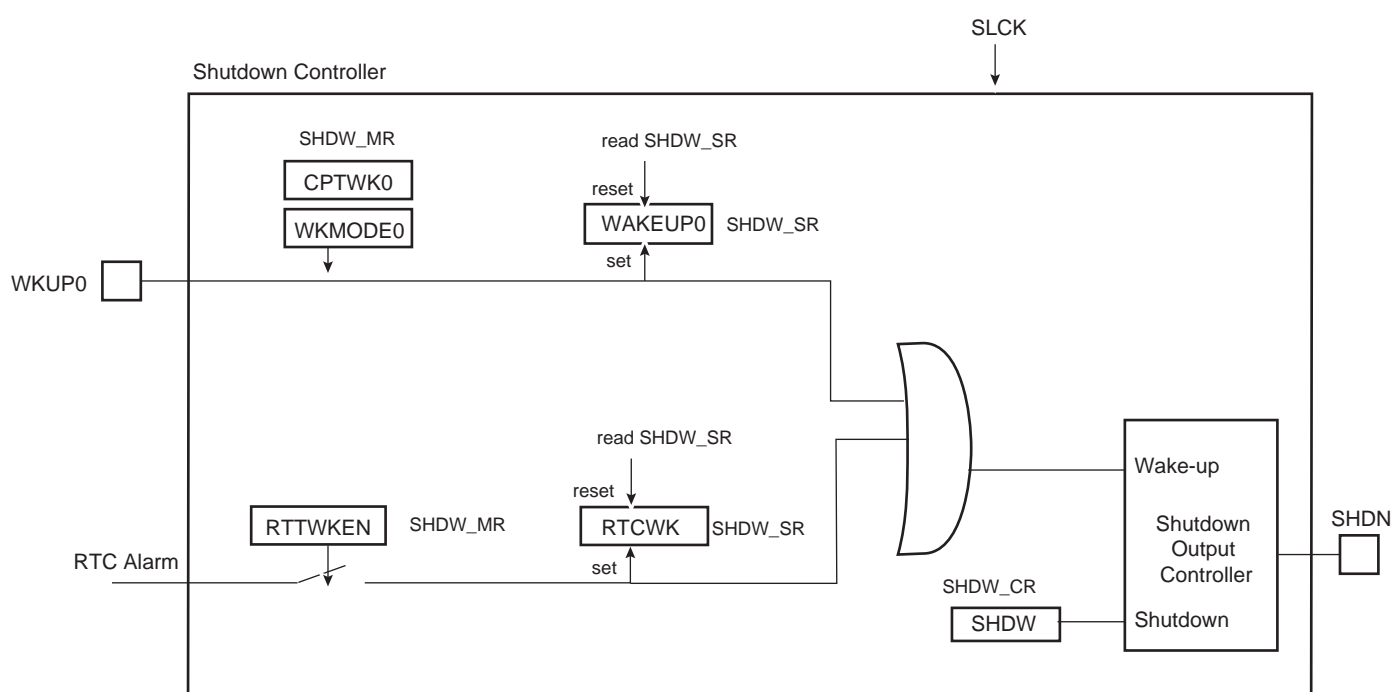 SLCK
Shutdown Controller
SHDW_MR
CPTWK0
WKMODE0
read SHDW_SR
reset
WAKEUP0
SHDW_SR
set
WKUP0
read SHDW_SR
reset
RTTWKEN
SHDW_MR
RTCWK
SHDW_SR
set
RTC Alarm
Wake-up
Shutdown
Output
Controller
SHDN
SHDW_CR
SHDW
Shutdown